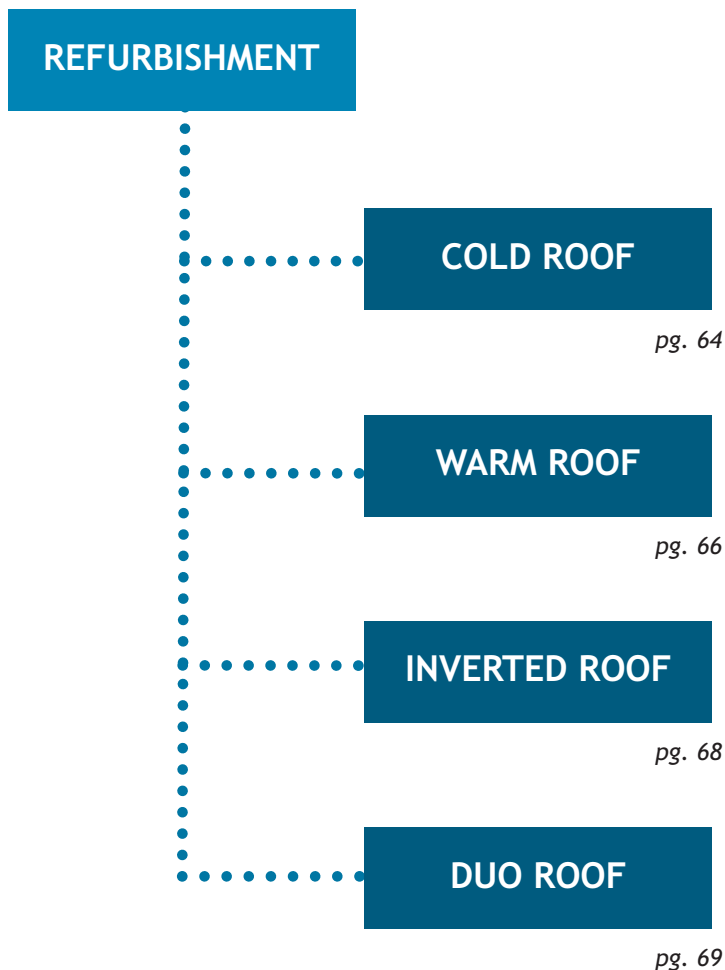 REFURBISHMENT
COLD ROOF
pg. 64
WARM ROOF
pg. 66
INVERTED ROOF
pg. 68
DUO ROOF
pg. 69